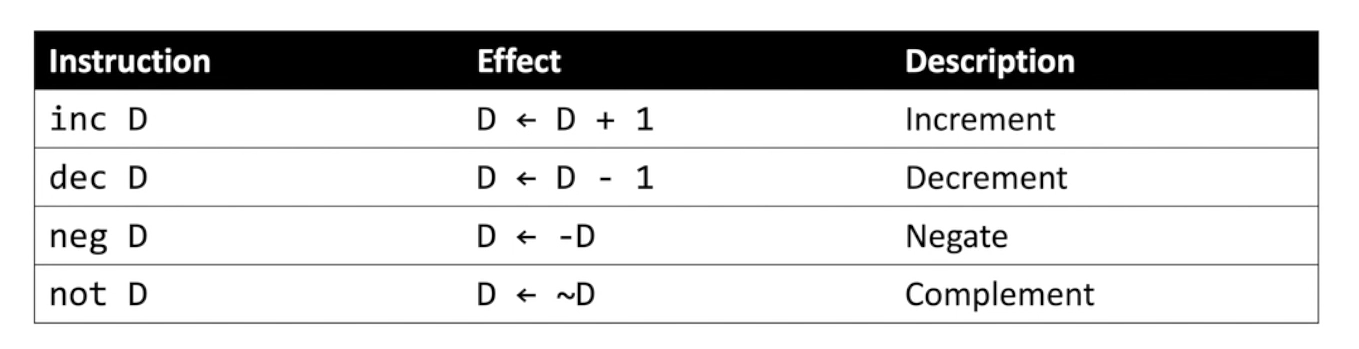 Instruction Effect Description
inc D D ← D + 1 Increment
dec D D ← D - 1 Decrement
neg D D ← -D Negate
not D D ← ~D Complement